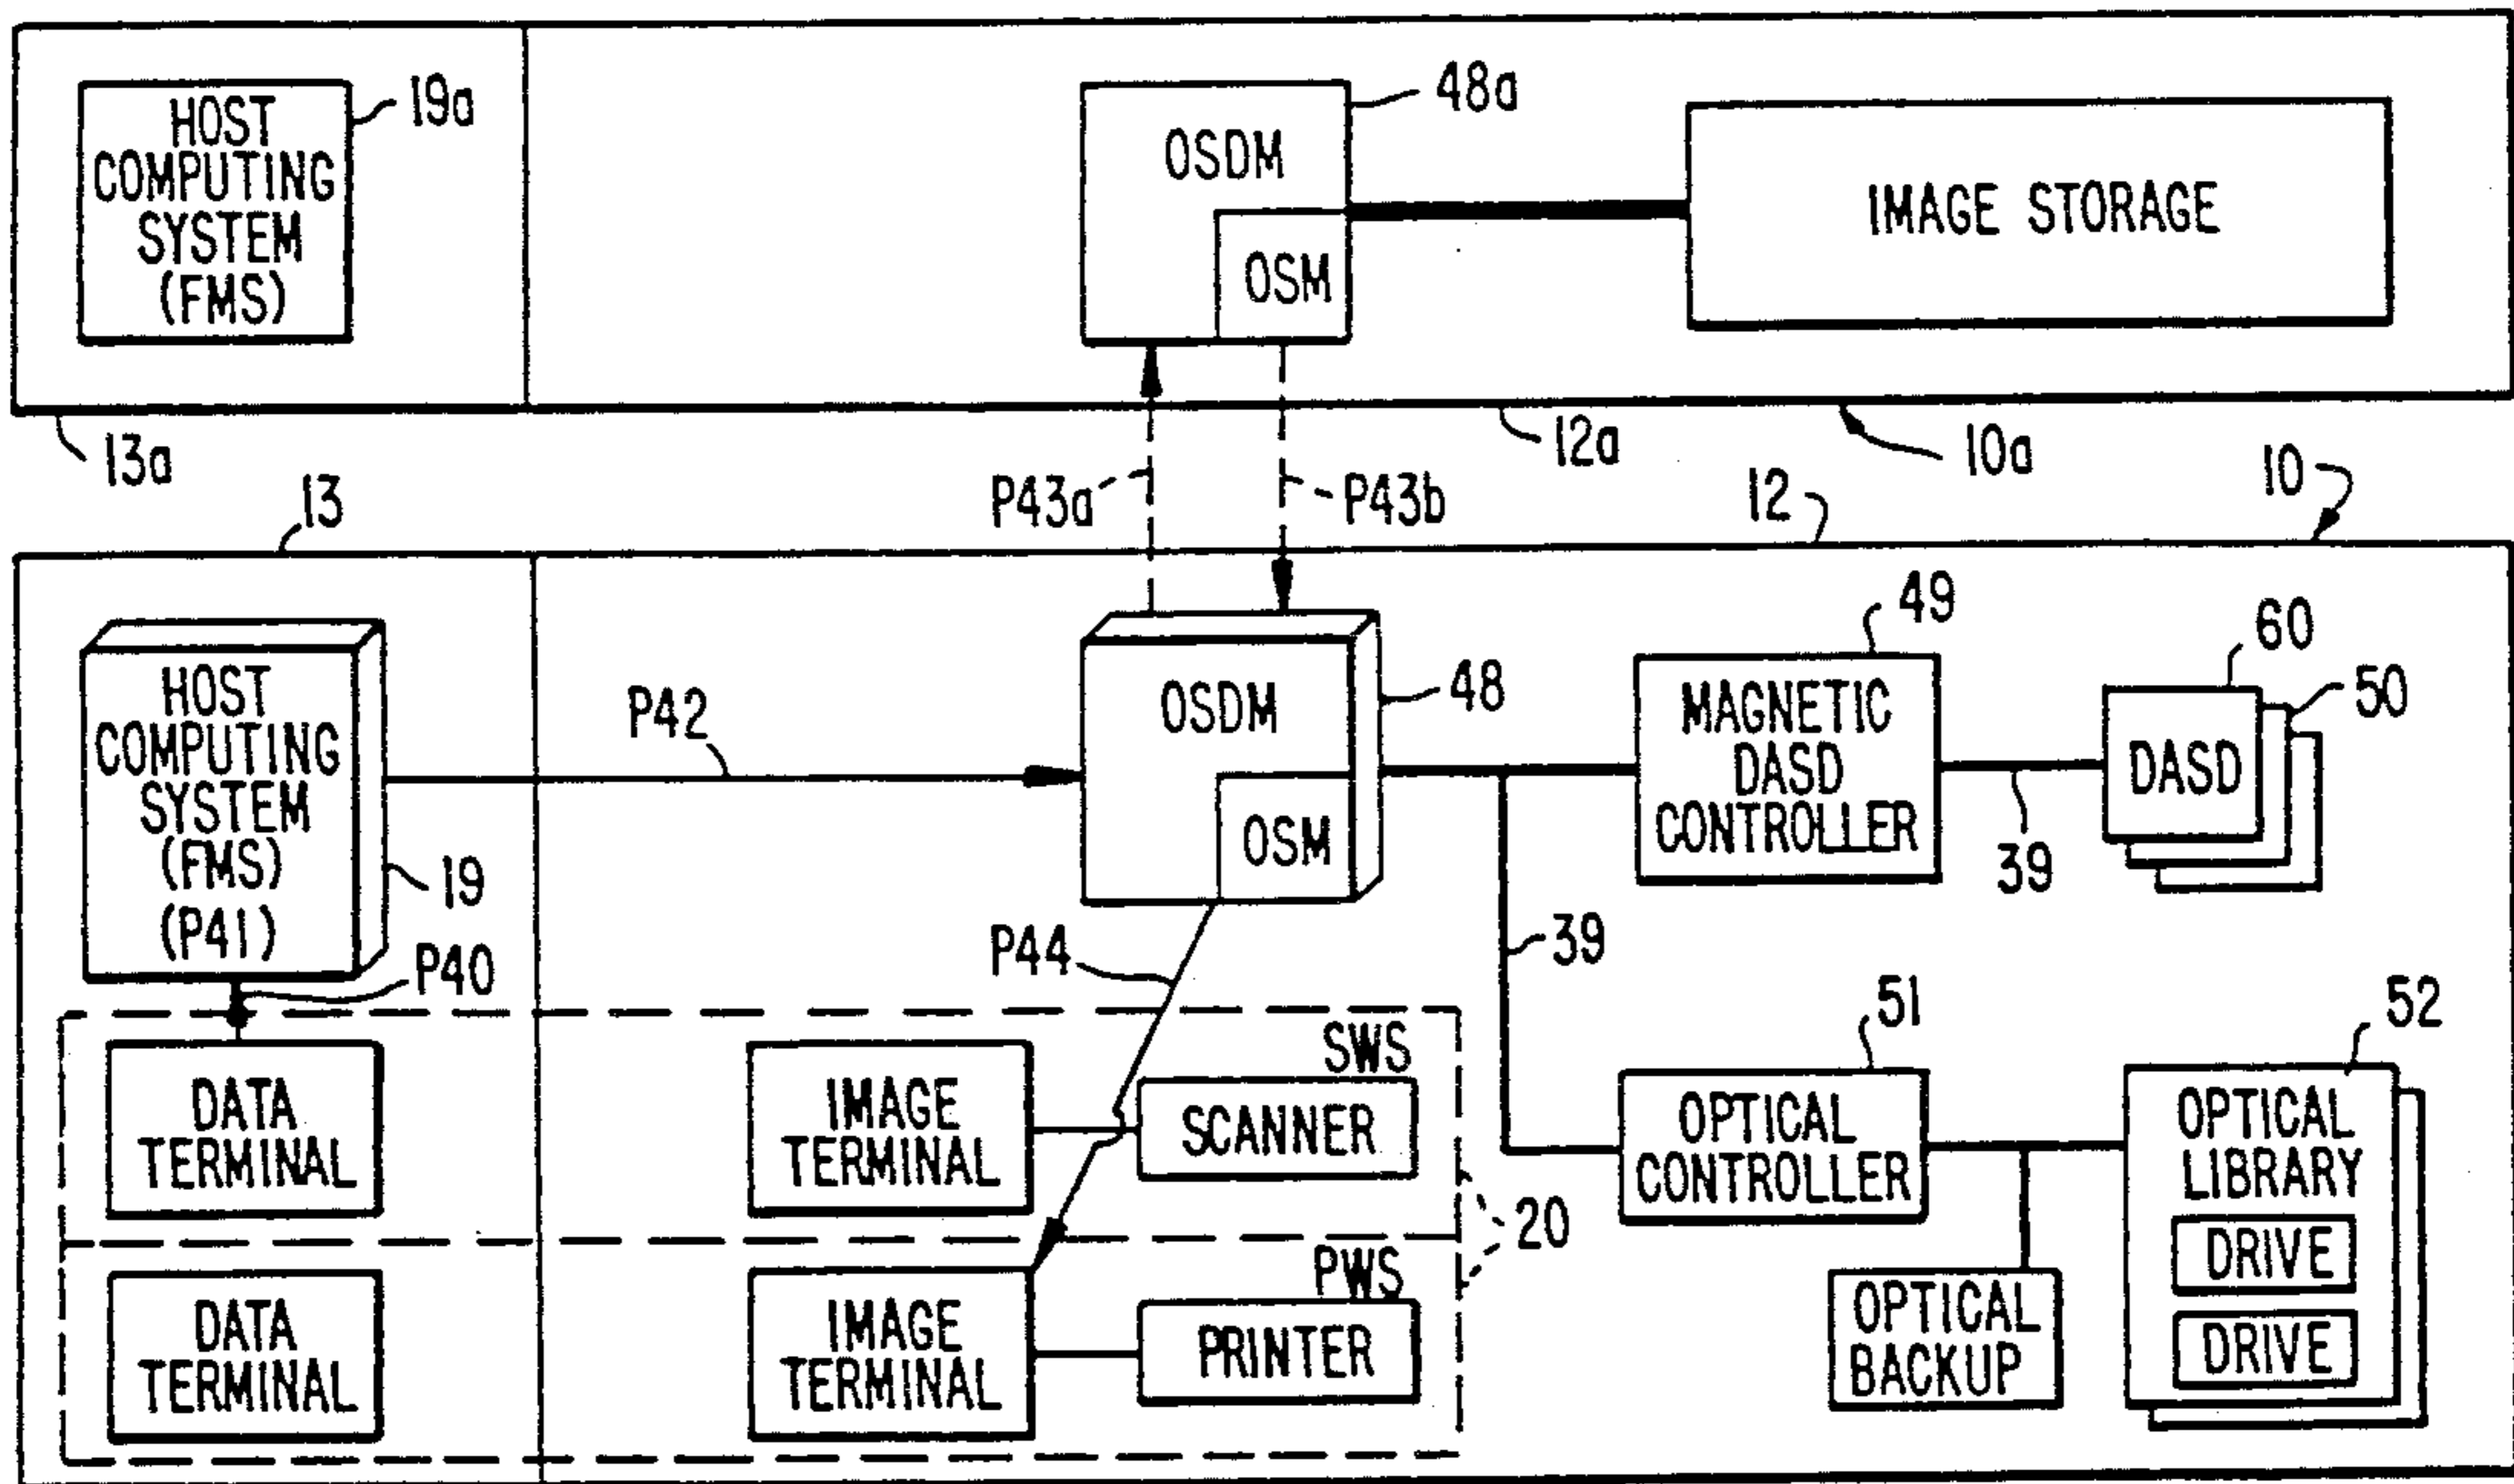 HOST
COMPUTING
SYSTEM
(FMS)
19a
OSDM
OSM
48a
IMAGE STORAGE
13a
12a
10a
P43a
P43b
13
12
10
HOST
COMPUTING
SYSTEM
(FMS)
(P41)
19
P40
P42
OSDM
OSM
48
49
MAGNETIC
DASD
CONTROLLER
60
50
DASD
39
39
P44
51
52
SWS
DATA
TERMINAL
IMAGE
TERMINAL
SCANNER
OPTICAL
CONTROLLER
OPTICAL
LIBRARY
DRIVE
DRIVE
20
PWS
DATA
TERMINAL
IMAGE
TERMINAL
PRINTER
OPTICAL
BACKUP